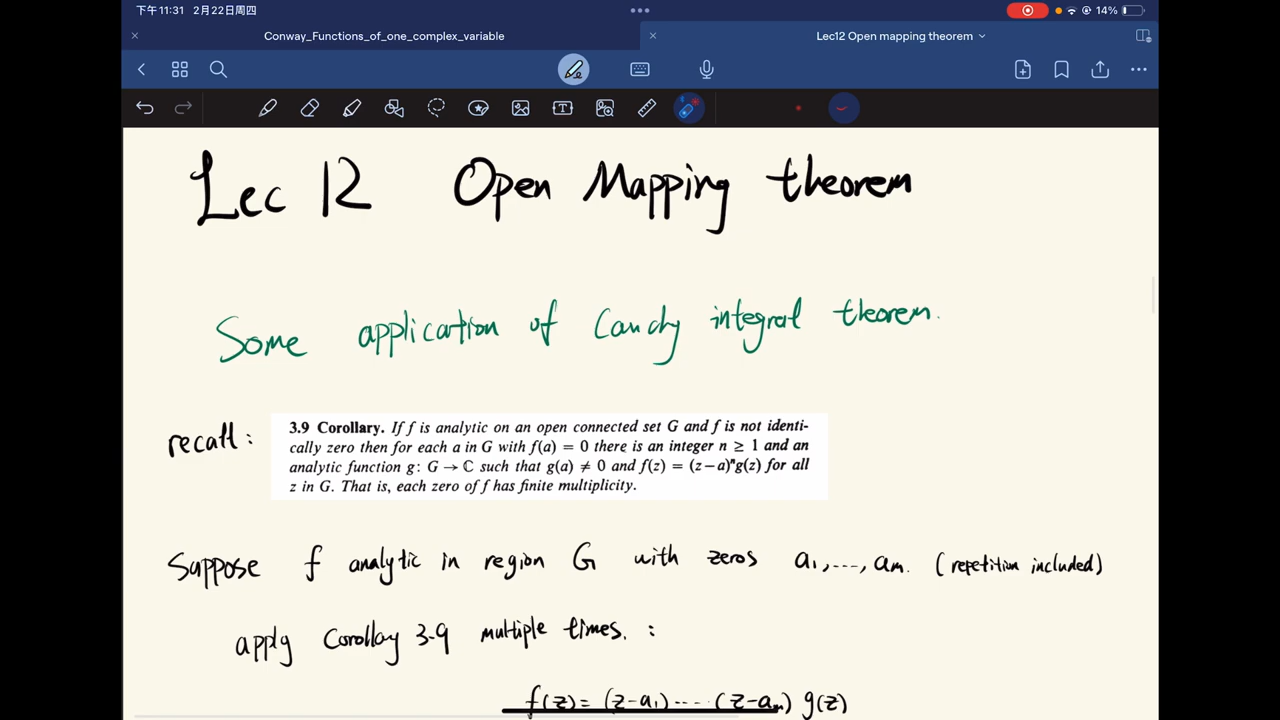 下午11:31 2月22日周四
14%
Conway_Functions_of_one_complex_variable
Lec12 Open mapping theorem
Lec 12 Open Mapping theorem
Some application of Cauchy integral theorem.
recall:
3.9 Corollary. If f is analytic on an open connected set G and f is not identi-
cally zero then for each a in G with f(a) = 0 there is an integer n ≥ 1 and an
analytic function g: G → ℂ such that g(a) ≠ 0 and f(z) = (z−a)ⁿg(z) for all
z in G. That is, each zero of f has finite multiplicity.
Suppose f analytic in region G with zeros a₁,---, aₘ. (repetition included)
apply Corollay 3-9 multiple times. :
f(z) = (z-a₁)---- (z-aₘ) g(z)